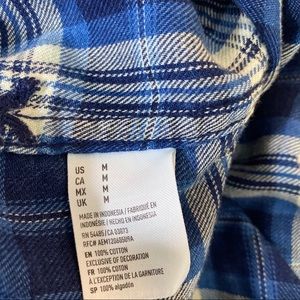 US M
CA M
MX M
UK M
MADE IN INDONESIA / FABRIQUÉ EN
INDONÉSIE / HECHO EN INDONESIA
RN 54485/ CA 03073
RFC# AEM12060509A
EN 100% COTTON
EXCLUSIVE OF DECORATION
FR 100% COTON
À L'EXCEPTION DE LA GARNITURE
SP 100% algodón